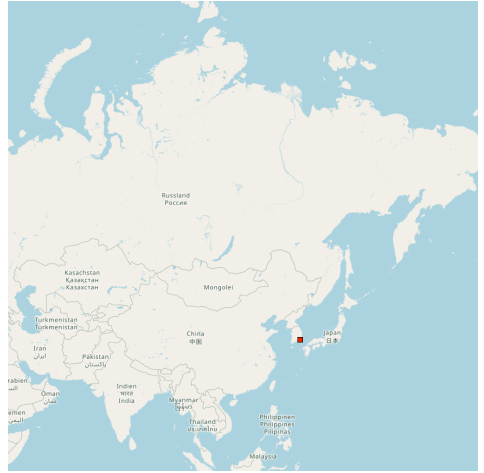 Russland
Россия
Kasachstan
Қазақстан
Казахстан
Mongolei
Turkmenistan
Turkmenistan
China
中国
Japan
日本
Iran
ایران
Pakistan
پاکستان
Indien
भारत
India
Oman
عمان
Myanmar
Thailand
ประเทศไทย
Philippinen
Philippines
Pilipinas
Malaysia